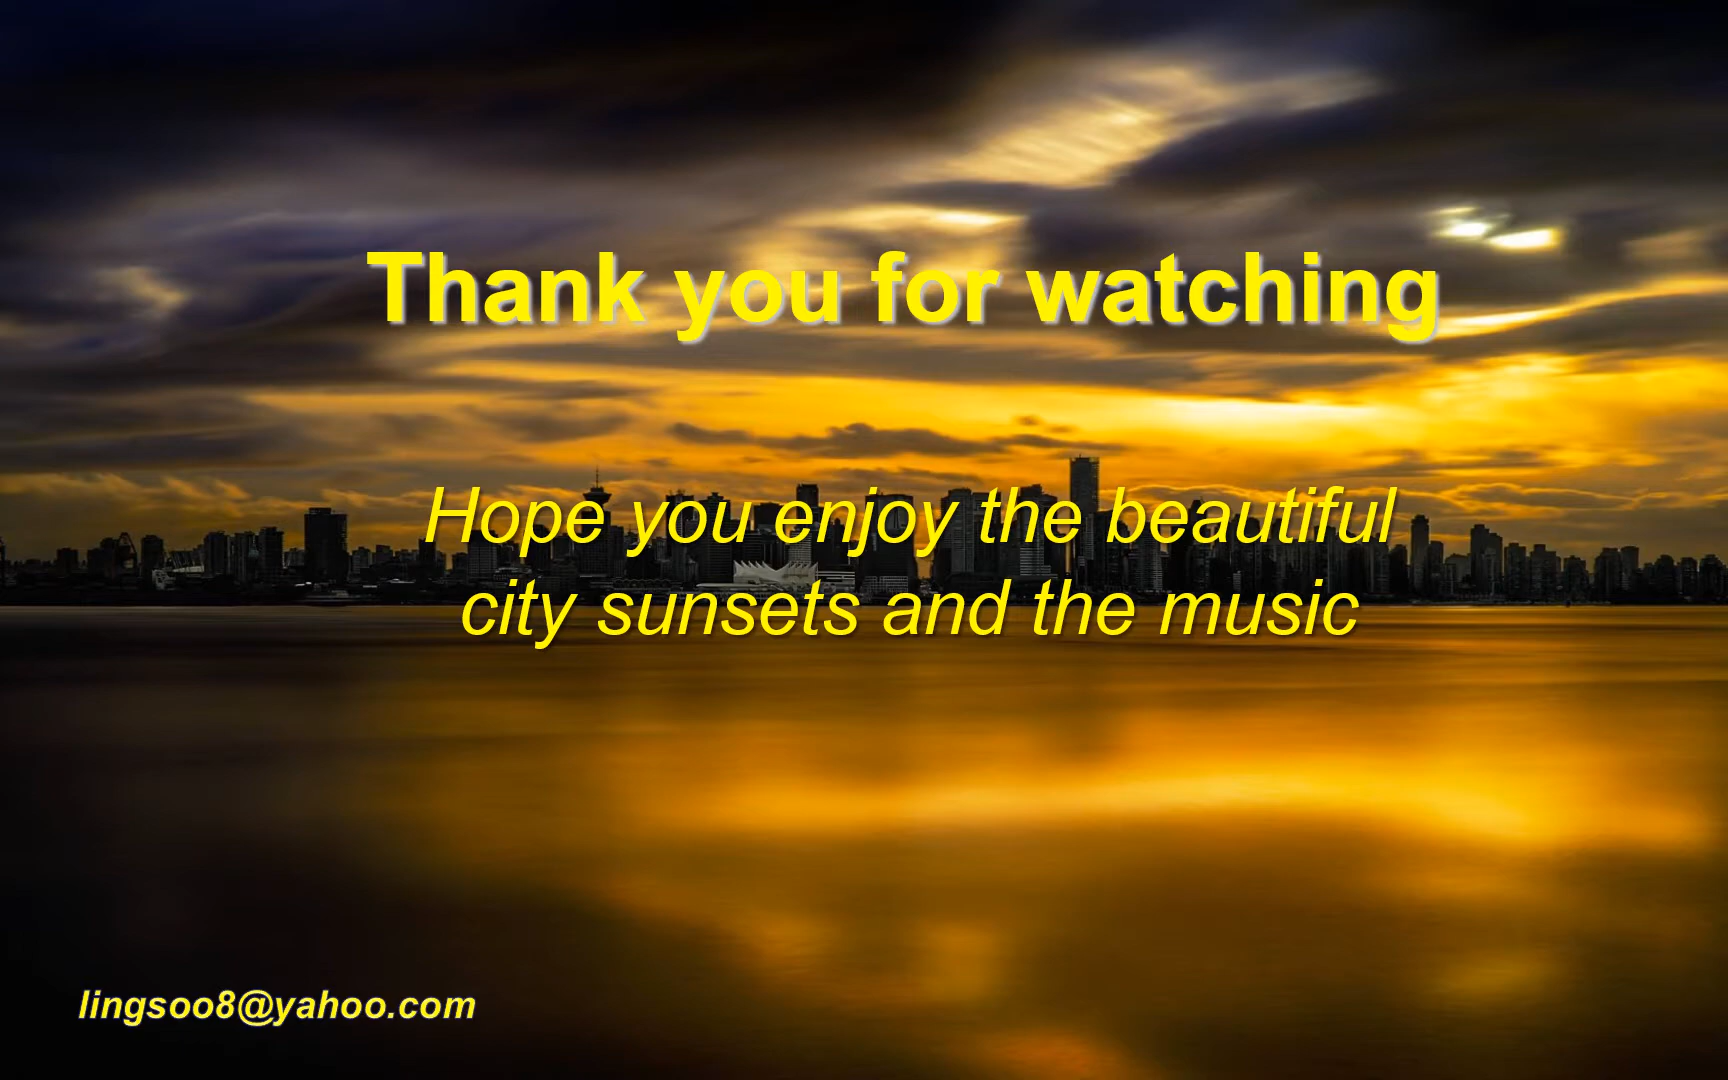 Thank you for watching
Hope you enjoy the beautiful
city sunsets and the music
lingsoo8@yahoo.com